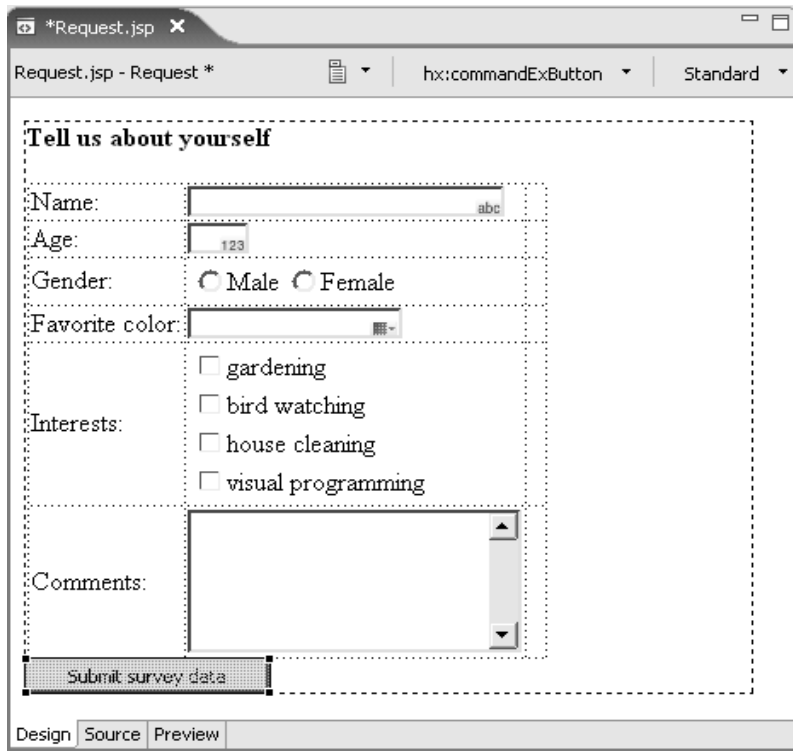 *Request.jsp
Request.jsp - Request *
hx:commandExButton
Standard
Tell us about yourself
Name:
abc
Age:
123
Gender:
Male Female
Favorite color:
Interests:
gardening
bird watching
house cleaning
visual programming
Comments:
Submit survey data
Design Source Preview